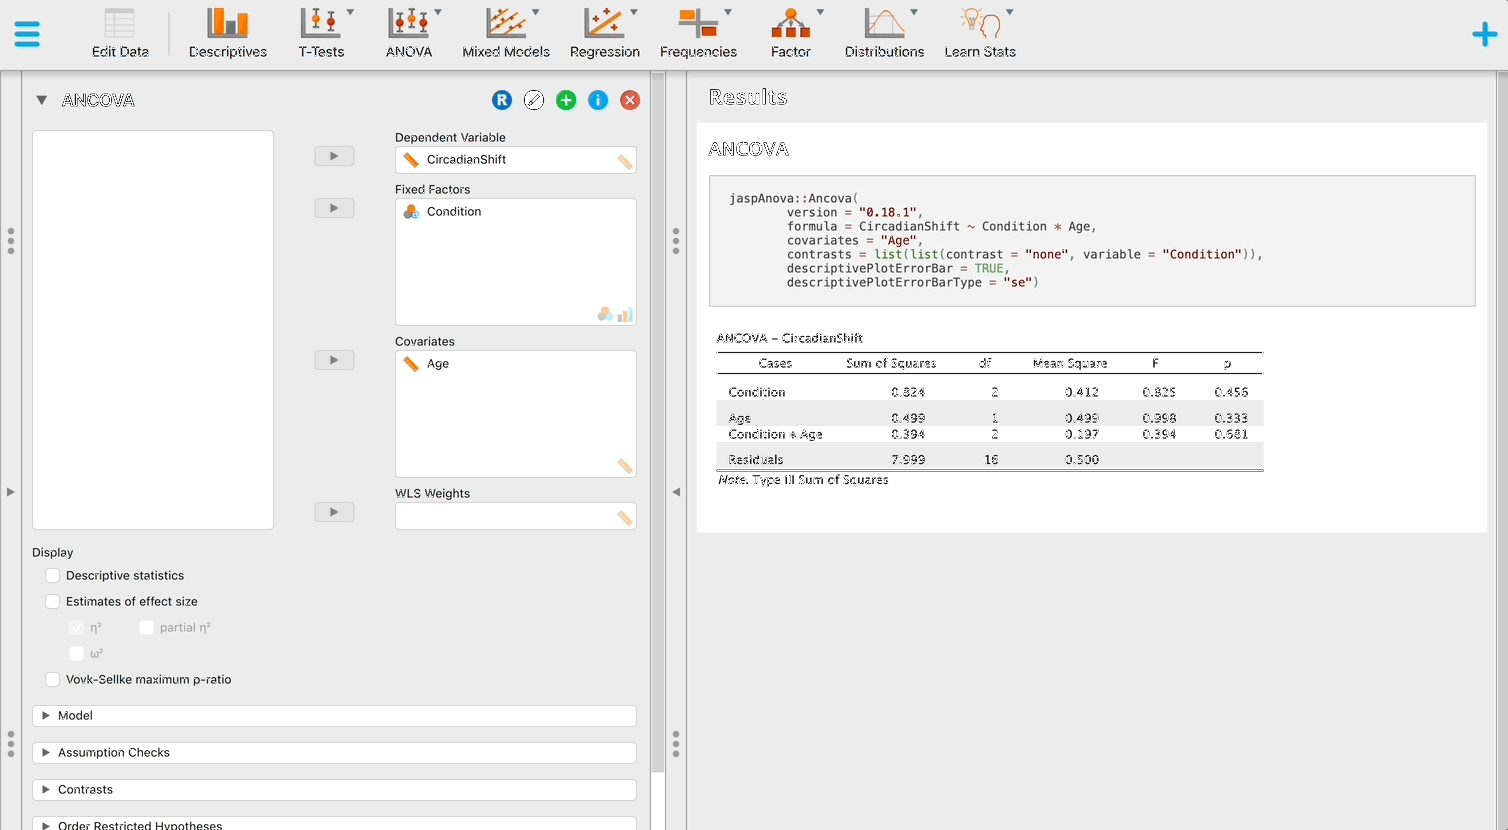 Edit Data
Descriptives
T-Tests
ANOVA
Mixed Models
Regression
Frequencies
Factor
Distributions
Learn Stats
ANCOVA
R
i
Dependent Variable
CircadianShift
Fixed Factors
Condition
Covariates
Age
WLS Weights
Display
Descriptive statistics
Estimates of effect size
η² partial η²
ω²
Vovk-Sellke maximum p-ratio
Model
Assumption Checks
Contrasts
Order Restricted Hypotheses
Results
ANCOVA
jaspAnova::Ancova(
version = "0.18.1",
formula = CircadianShift ~ Condition * Age,
covariates = "Age",
contrasts = list(list(contrast = "none", variable = "Condition")),
descriptivePlotErrorBar = TRUE,
descriptivePlotErrorBarType = "se")
ANCOVA – CircadianShift
Cases Sum of Squares df Mean Square F p
Condition 0.824 2 0.412 0.825 0.456
Age 0.499 1 0.499 0.998 0.333
Condition ∗ Age 0.394 2 0.197 0.394 0.681
Residuals 7.999 16 0.500
Note. Type III Sum of Squares